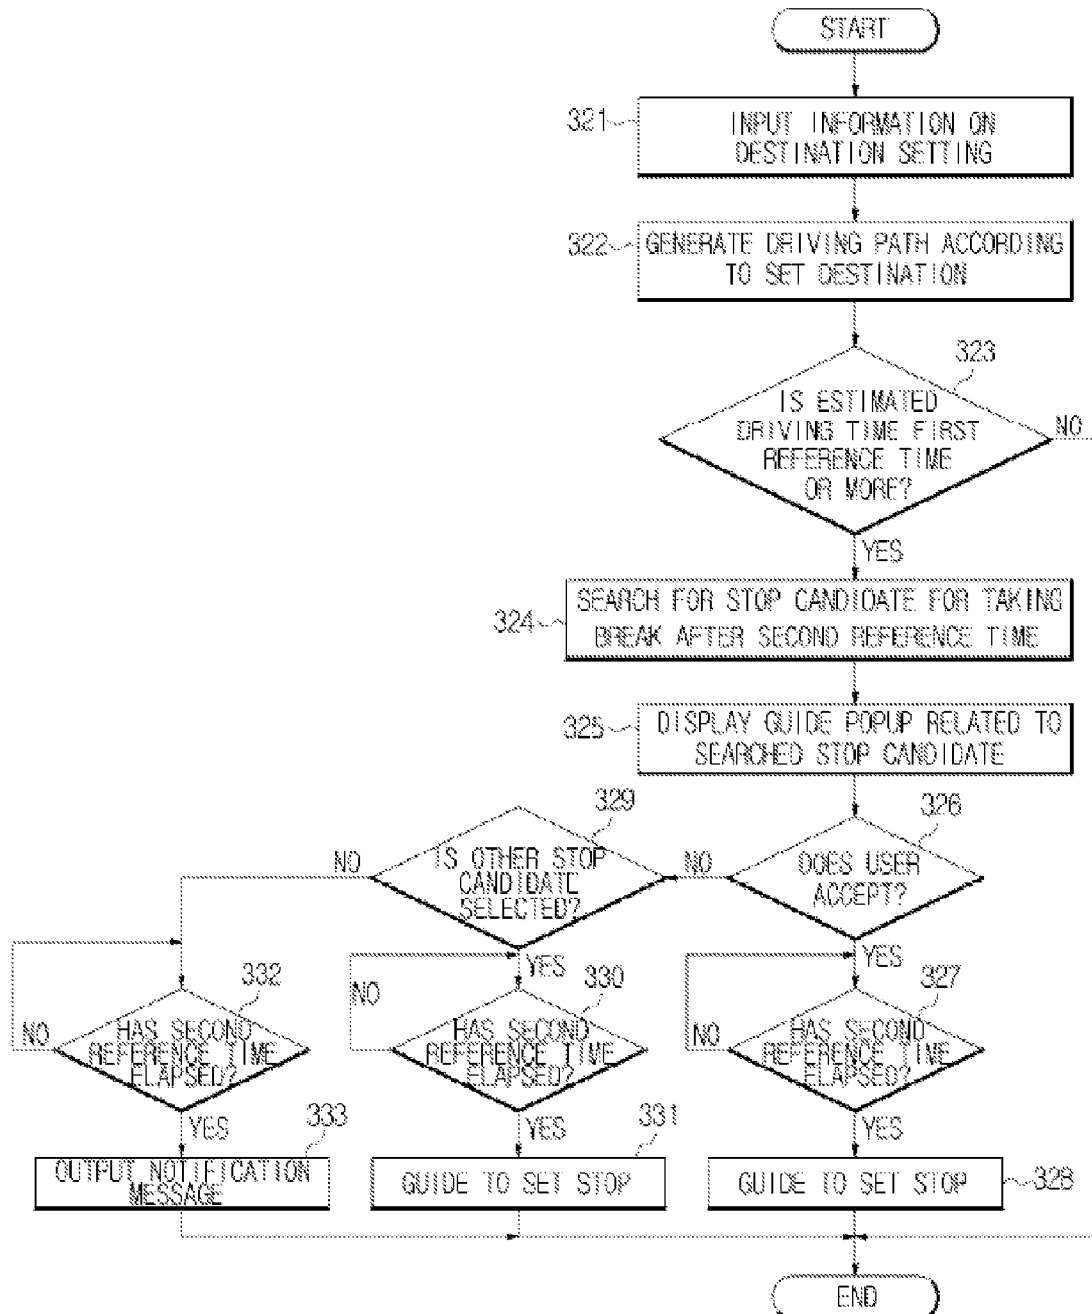 START
321
INPUT INFORMATION ON
DESTINATION SETTING
322
GENERATE DRIVING PATH ACCORDING
TO SET DESTINATION
323
IS ESTIMATED
DRIVING TIME FIRST
REFERENCE TIME
OR MORE?
NO
YES
324
SEARCH FOR STOP CANDIDATE FOR TAKING
BREAK AFTER SECOND REFERENCE TIME
325
DISPLAY GUIDE POPUP RELATED TO
SEARCHED STOP CANDIDATE
329
326
NO
IS OTHER STOP
CANDIDATE
SELECTED?
NO
DOES USER
ACCEPT?
YES
YES
332
NO
HAS SECOND
REFERENCE TIME
ELAPSED?
330
NO
HAS SECOND
REFERENCE TIME
ELAPSED?
327
NO
HAS SECOND
REFERENCE TIME
ELAPSED?
YES
333
YES
331
YES
OUTPUT NOTIFICATION
MESSAGE
GUIDE TO SET STOP
GUIDE TO SET STOP
328
END